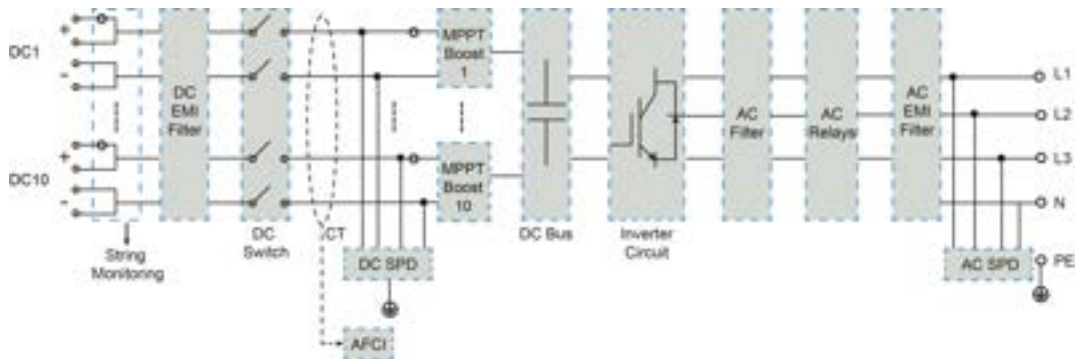 DC1
+
-
DC10
+
-
String
Monitoring
DC
EMI
Filter
DC
Switch
CT
DC SPD
AFCI
MPPT
Boost
1
MPPT
Boost
10
DC Bus
Inverter
Circuit
AC
Filter
AC
Relays
AC
EMI
Filter
L1
L2
L3
N
AC SPD
PE